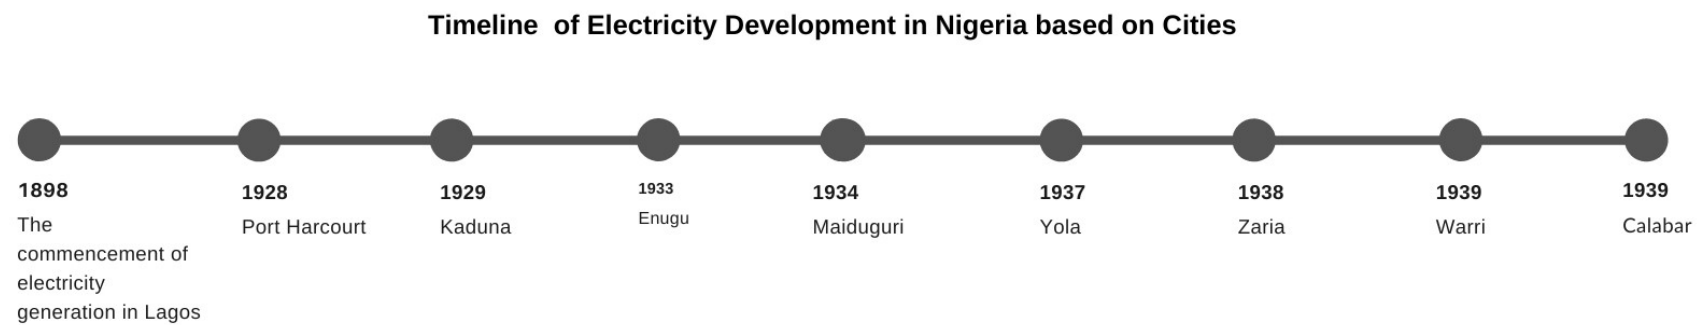 Timeline of Electricity Development in Nigeria based on Cities
1898
The
commencement of
electricity
generation in Lagos
1928
Port Harcourt
1929
Kaduna
1933
Enugu
1934
Maiduguri
1937
Yola
1938
Zaria
1939
Warri
1939
Calabar